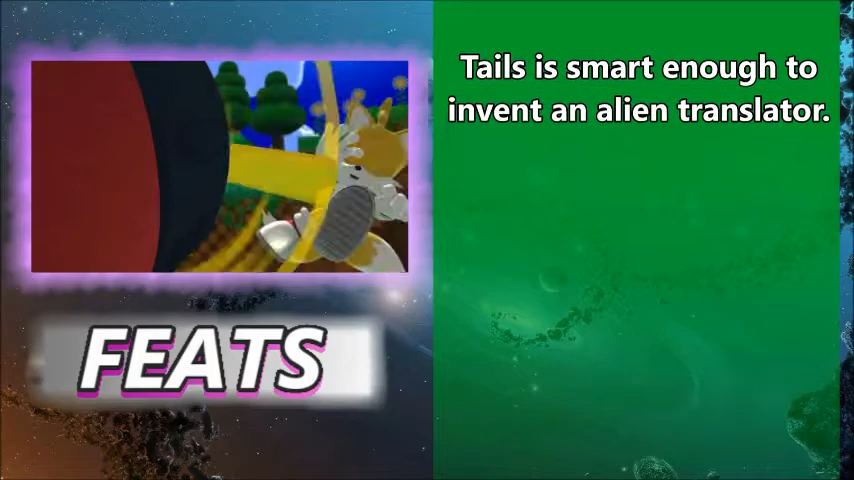 Tails is smart enough to
invent an alien translator.
FEATS